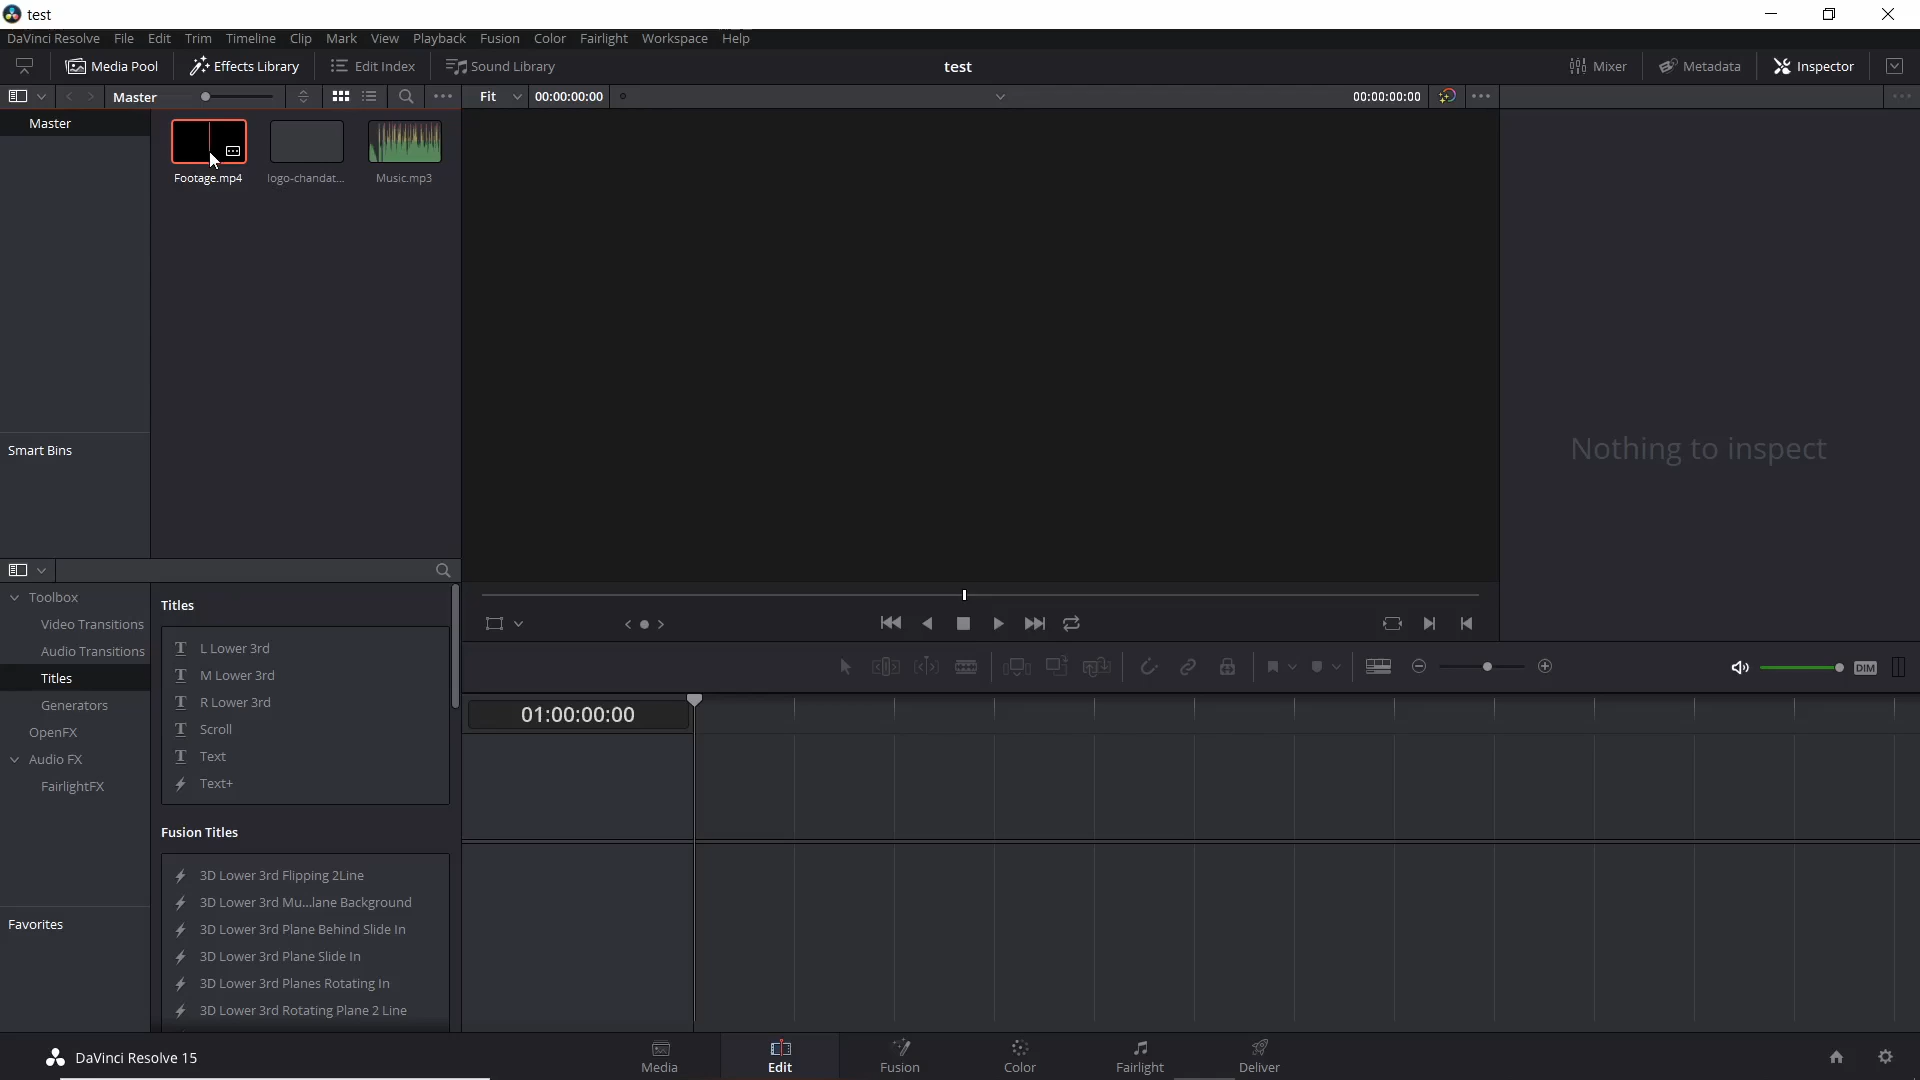 test
DaVinci Resolve File Edit Trim Timeline Clip Mark View Playback Fusion Color Fairlight Workspace Help
Media Pool Effects Library Edit Index Sound Library test Mixer Metadata Inspector
Master Fit 00:00:00:00 00:00:00:00
Master
Footage.mp4 logo-chandat... Music.mp3
Nothing to inspect
Smart Bins
Toolbox
Video Transitions
Audio Transitions
Titles
Generators
OpenFX
Audio FX
FairlightFX
Favorites
Titles
L Lower 3rd
M Lower 3rd
R Lower 3rd
Scroll
Text
Text+
Fusion Titles
3D Lower 3rd Flipping 2Line
3D Lower 3rd Mu...lane Background
3D Lower 3rd Plane Behind Slide In
3D Lower 3rd Plane Slide In
3D Lower 3rd Planes Rotating In
3D Lower 3rd Rotating Plane 2 Line
DIM
01:00:00:00
DaVinci Resolve 15
Media Edit Fusion Color Fairlight Deliver